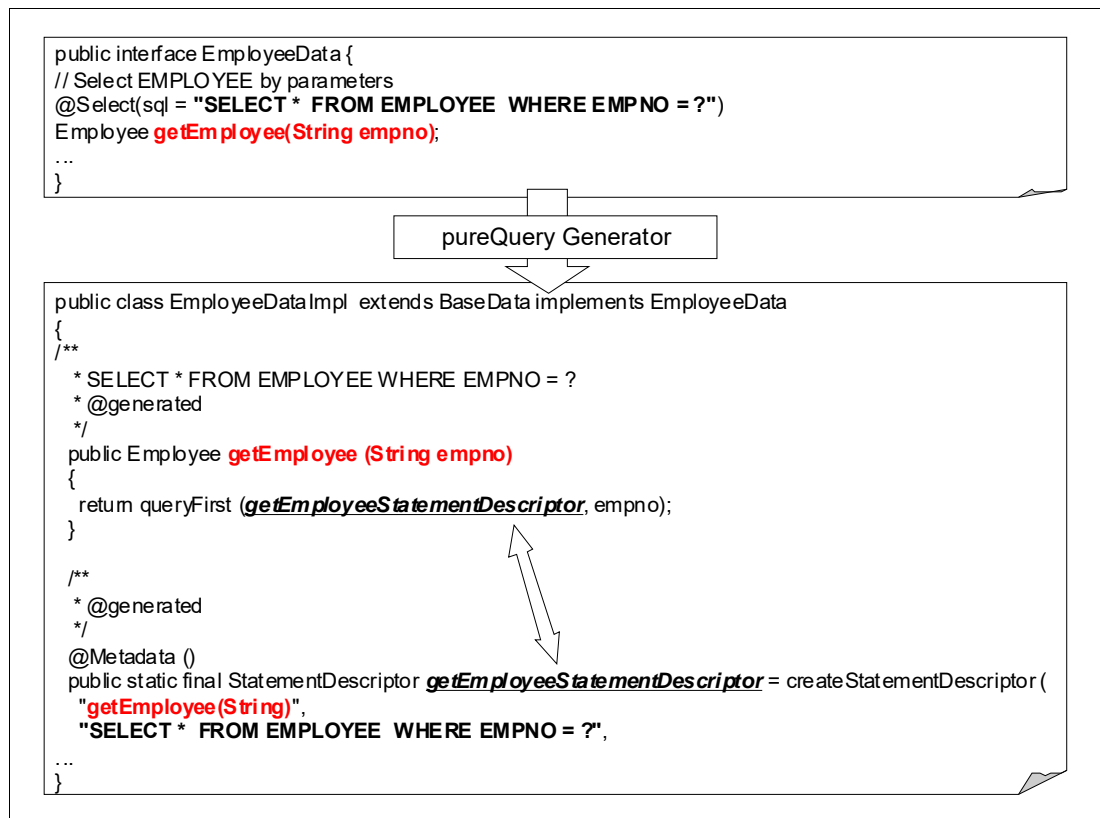 public interface EmployeeData {
// Select EMPLOYEE by parameters
@Select(sql = "SELECT * FROM EMPLOYEE WHERE EMPNO = ?")
Employee getEmployee(String empno);
...
}
pureQuery Generator
public class EmployeeDataImpl extends BaseData implements EmployeeData
{
/**
* SELECT * FROM EMPLOYEE WHERE EMPNO = ?
* @generated
*/
public Employee getEmployee (String empno)
{
return queryFirst (getEmployeeStatementDescriptor, empno);
}
/**
* @generated
*/
@Metadata ()
public static final StatementDescriptor getEmployeeStatementDescriptor = createStatementDescriptor (
"getEmployee(String)",
"SELECT * FROM EMPLOYEE WHERE EMPNO = ?",
...
}